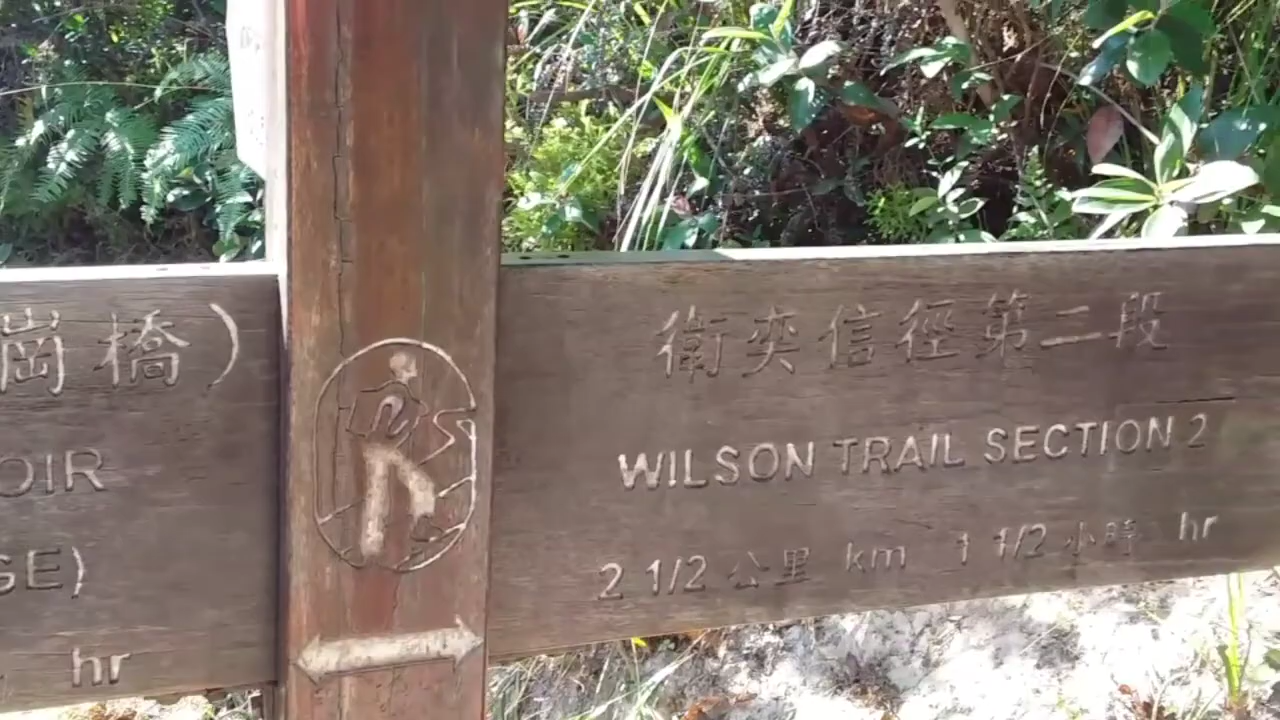 崗橋）
OIR
GE)
hr
衛奕信徑第二段
WILSON TRAIL SECTION 2
2 1/2 公里 km 1 1/2 小時 hr